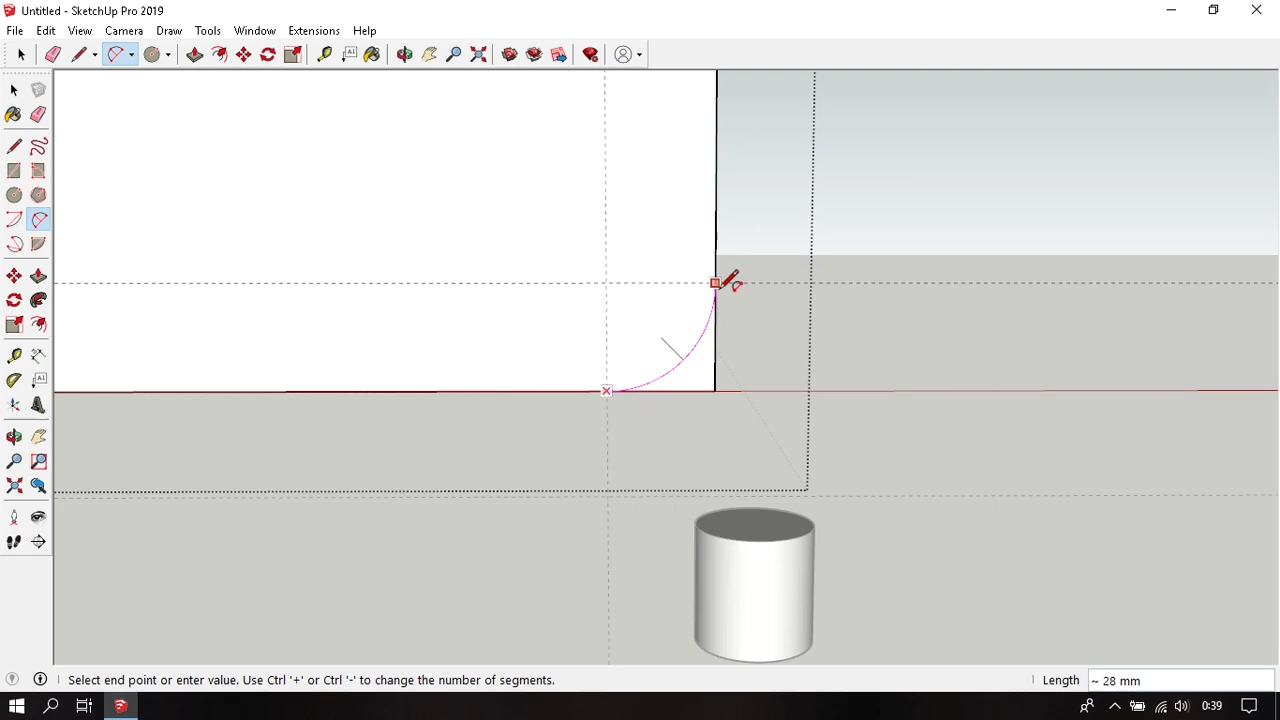 Untitled - SketchUp Pro 2019
File Edit View Camera Draw Tools Window Extensions Help
Select end point or enter value. Use Ctrl '+' or Ctrl '-' to change the number of segments.
Length ~ 28 mm
0:39